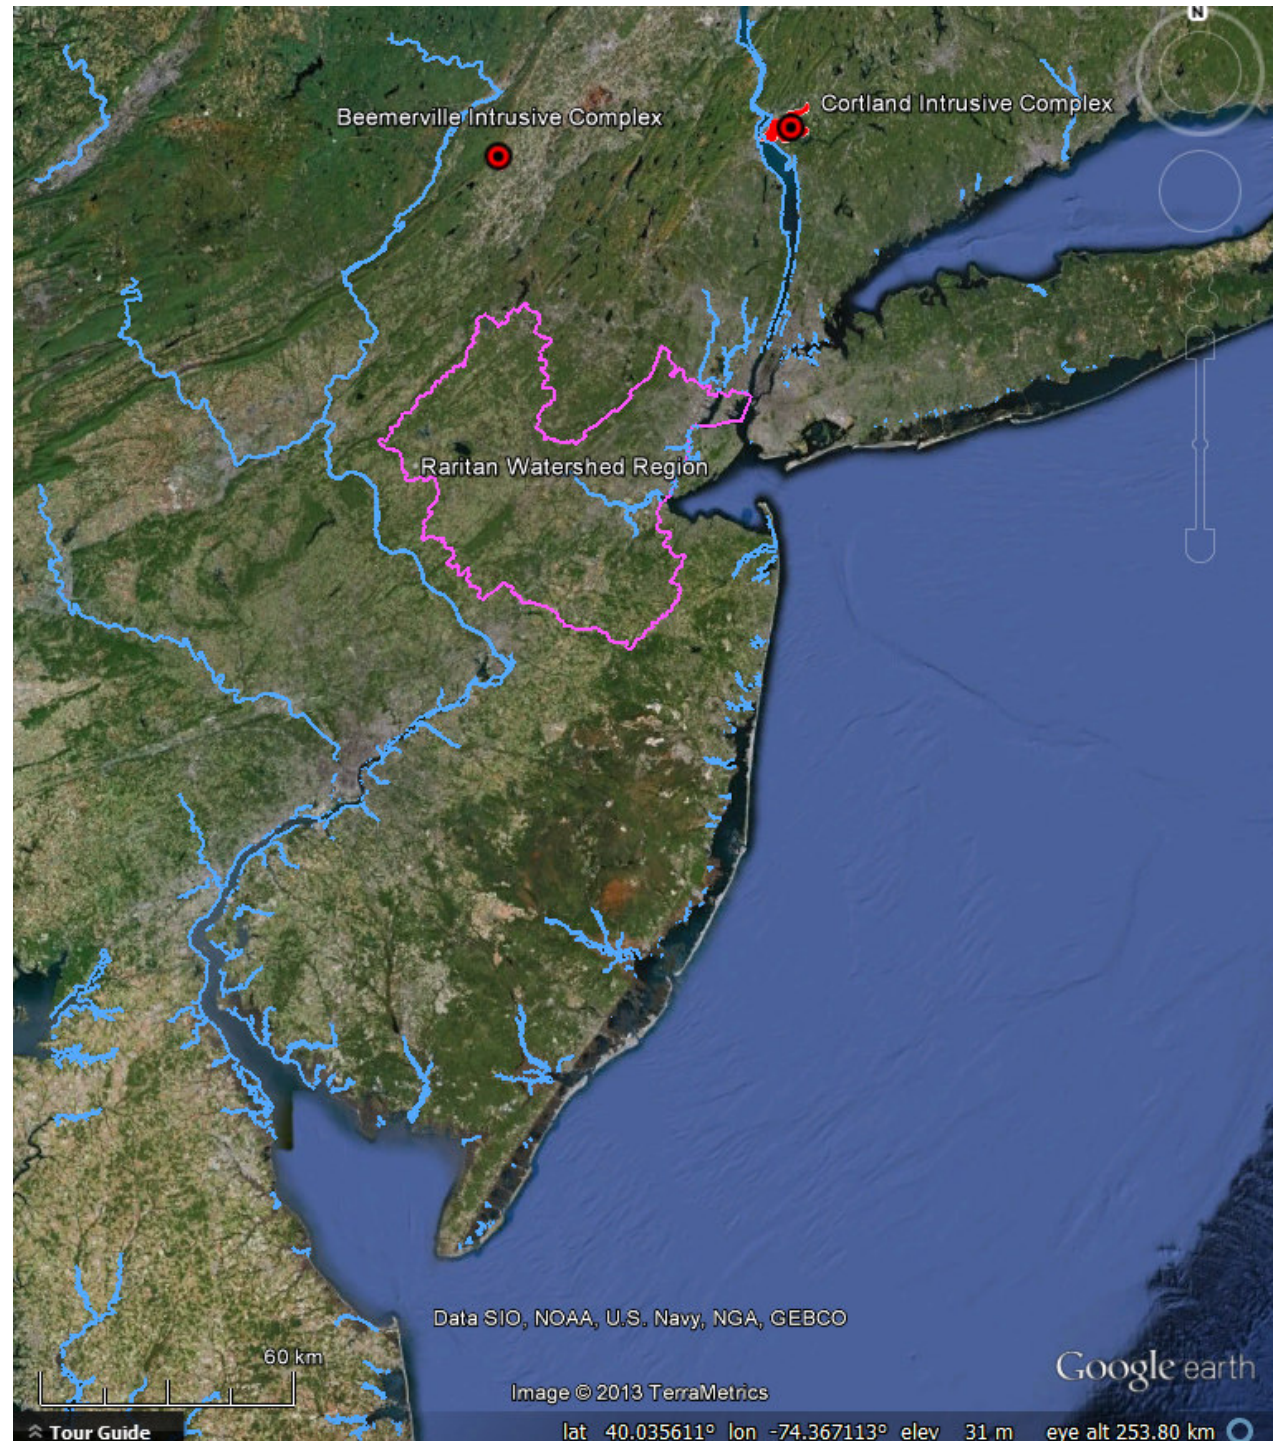 N
Cortland Intrusive Complex
Beemerville Intrusive Complex
Raritan Watershed Region
Data SIO, NOAA, U.S. Navy, NGA, GEBCO
60 km
Google earth
Image © 2013 TerraMetrics
Tour Guide
lat 40.035611° lon -74.367113° elev 31 m eye alt 253.80 km